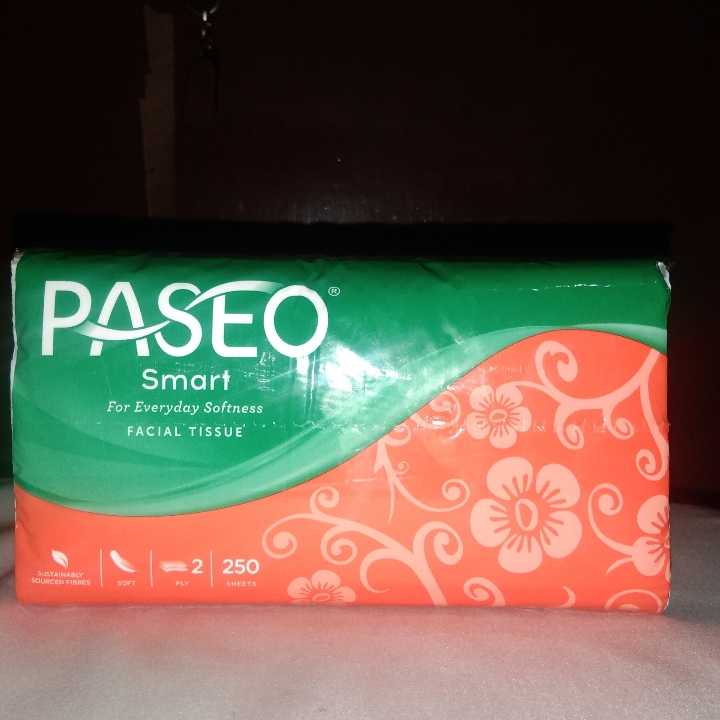 PASEO®
Smart
For Everyday Softness
FACIAL TISSUE
SUSTAINABLY
SOURCED FIBRES
SOFT
2
PLY
250
SHEETS